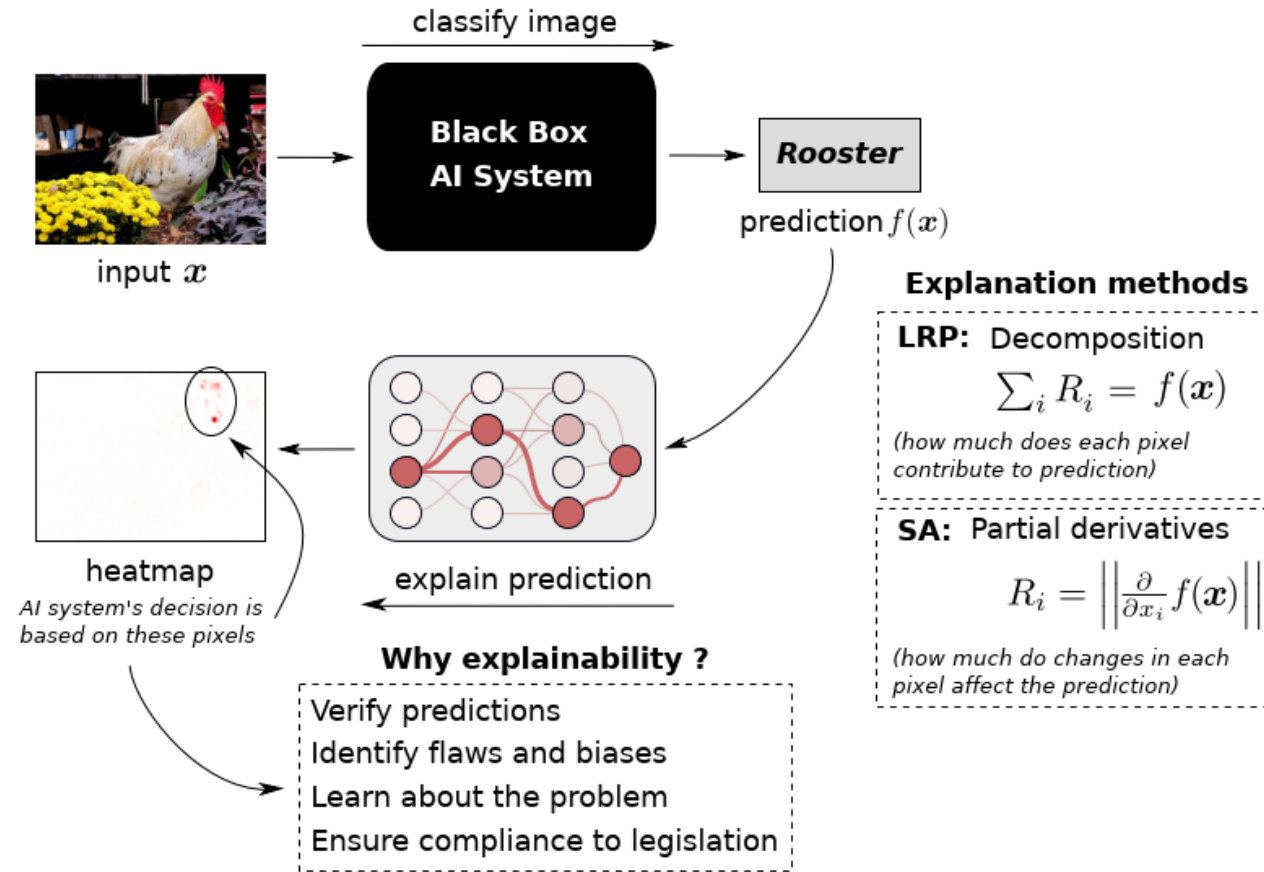 classify image
Black Box
AI System
Rooster
prediction f(x)
input x
Explanation methods
LRP: Decomposition
∑ᵢ Rᵢ = f(x)
(how much does each pixel
contribute to prediction)
SA: Partial derivatives
Rᵢ = ||∂/∂xᵢ f(x)||
(how much do changes in each
pixel affect the prediction)
heatmap
AI system's decision is
based on these pixels
explain prediction
Why explainability ?
Verify predictions
Identify flaws and biases
Learn about the problem
Ensure compliance to legislation